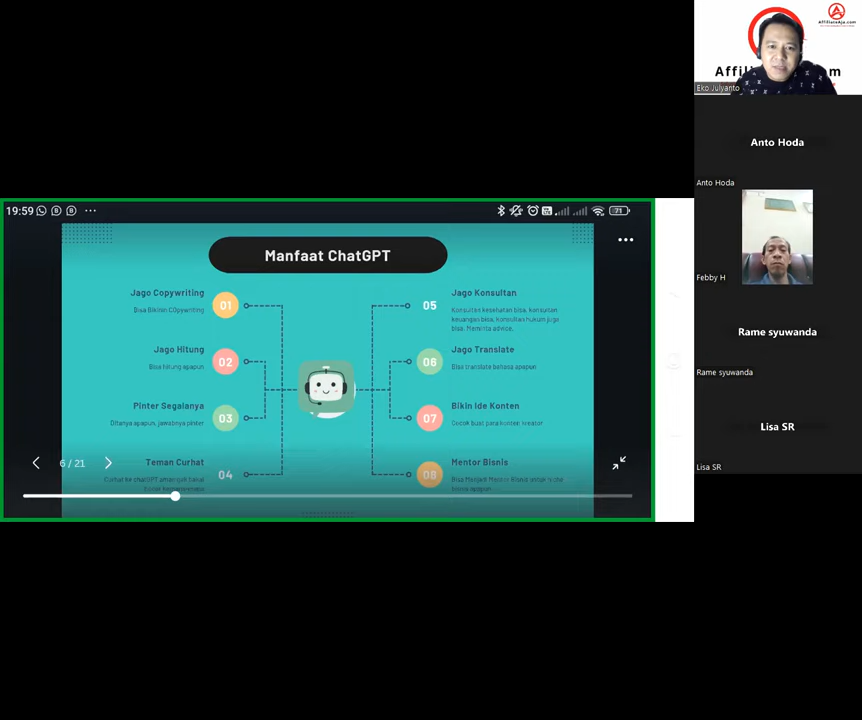 AffiliateAja.com
Eko Julyanto
Anto Hoda
Anto Hoda
Febby H
Rame syuwanda
Rame syuwanda
Lisa SR
Lisa SR
19:59
71
Manfaat ChatGPT
Jago Copywriting
Bisa Bikinin COpywriting
01
Jago Hitung
Bisa hitung apapun
02
Pinter Segalanya
Ditanya apapun, jawabnya pinter
03
Teman Curhat
04
05
Jago Konsultan
Konsultan kesehatan bisa, konsultan
keuangan bisa, konsultan hukum juga
bisa. Meminta advice.
06
Jago Translate
Bisa translate bahasa apapun
07
Bikin Ide Konten
Cocok buat para konten kreator
08
Mentor Bisnis
6 / 21